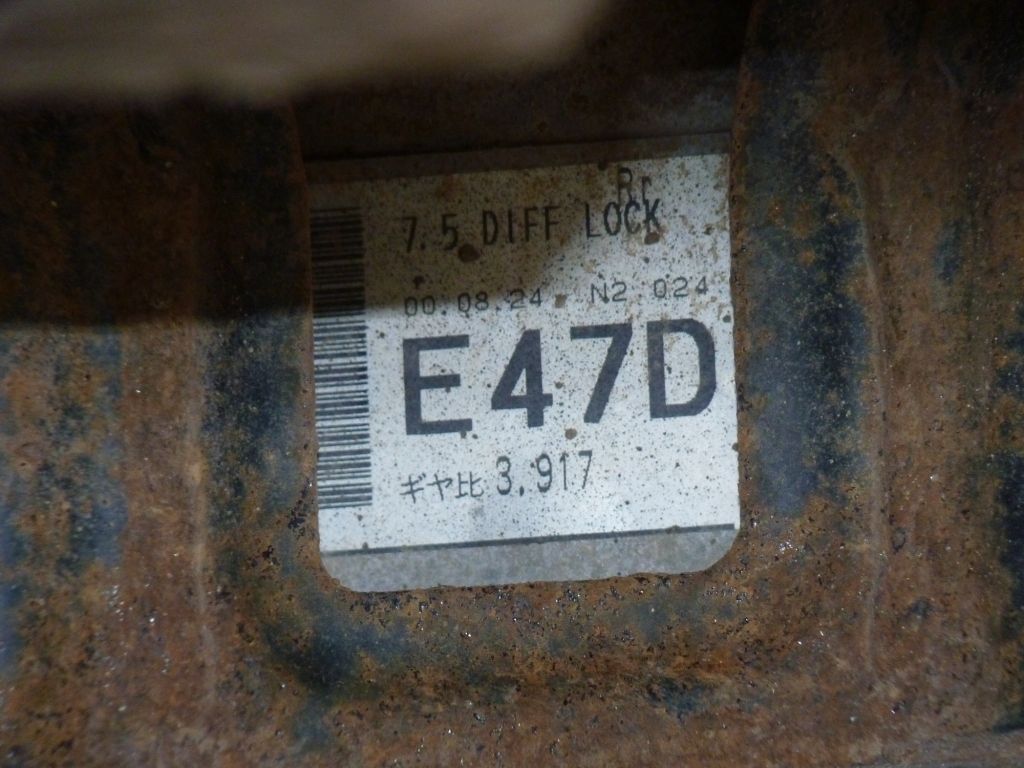 Rr
7.5 DIFF LOCK
00.08.24 N2 024
E47D
ギヤ比 3.917